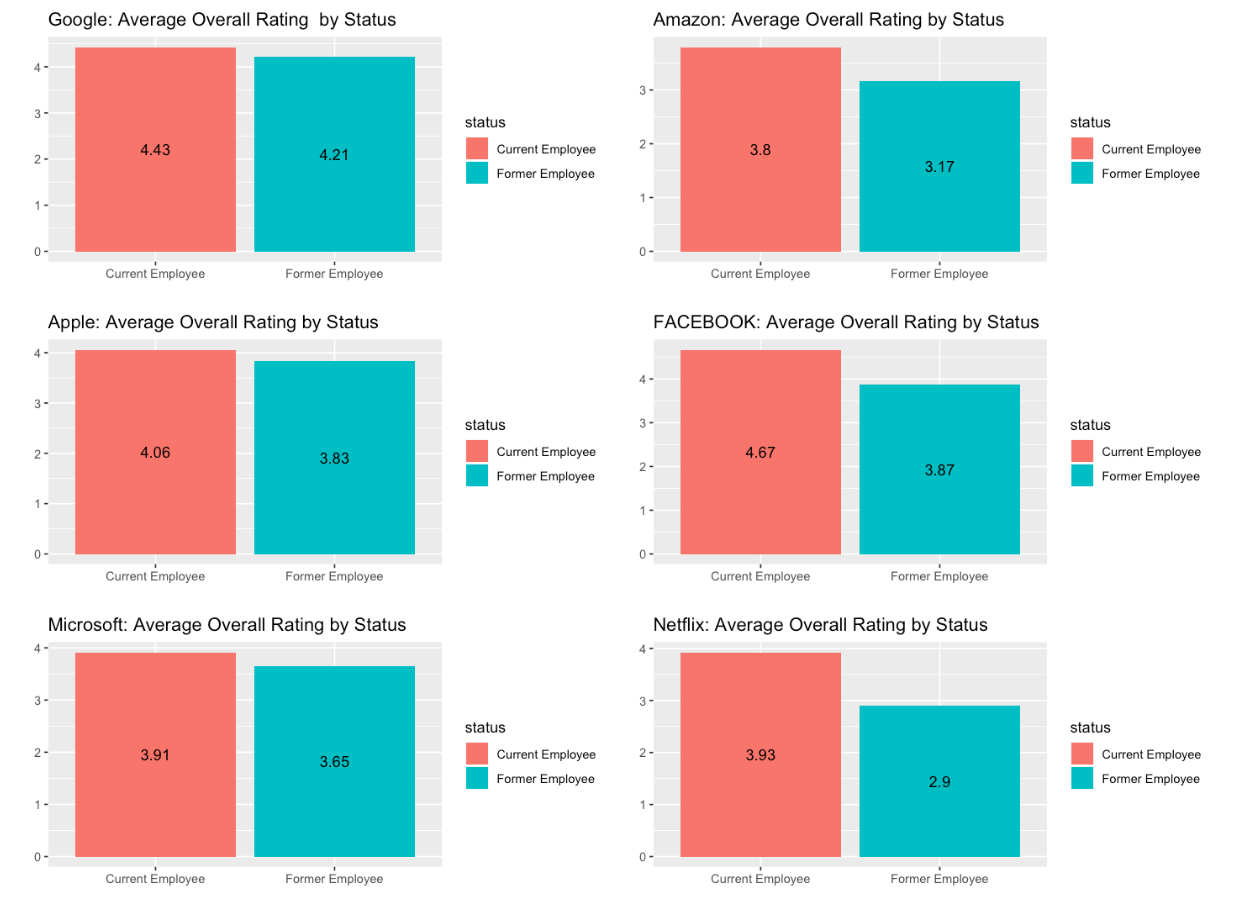 Google: Average Overall Rating  by Status
4
3
2
1
0
4.43
4.21
Current Employee
Former Employee
status
Current Employee
Former Employee
Amazon: Average Overall Rating by Status
3
2
1
0
3.8
3.17
Current Employee
Former Employee
status
Current Employee
Former Employee
Apple: Average Overall Rating by Status
4
3
2
1
0
4.06
3.83
Current Employee
Former Employee
status
Current Employee
Former Employee
FACEBOOK: Average Overall Rating by Status
4
3
2
1
0
4.67
3.87
Current Employee
Former Employee
status
Current Employee
Former Employee
Microsoft: Average Overall Rating by Status
4
3
2
1
0
3.91
3.65
Current Employee
Former Employee
status
Current Employee
Former Employee
Netflix: Average Overall Rating by Status
4
3
2
1
0
3.93
2.9
Current Employee
Former Employee
status
Current Employee
Former Employee